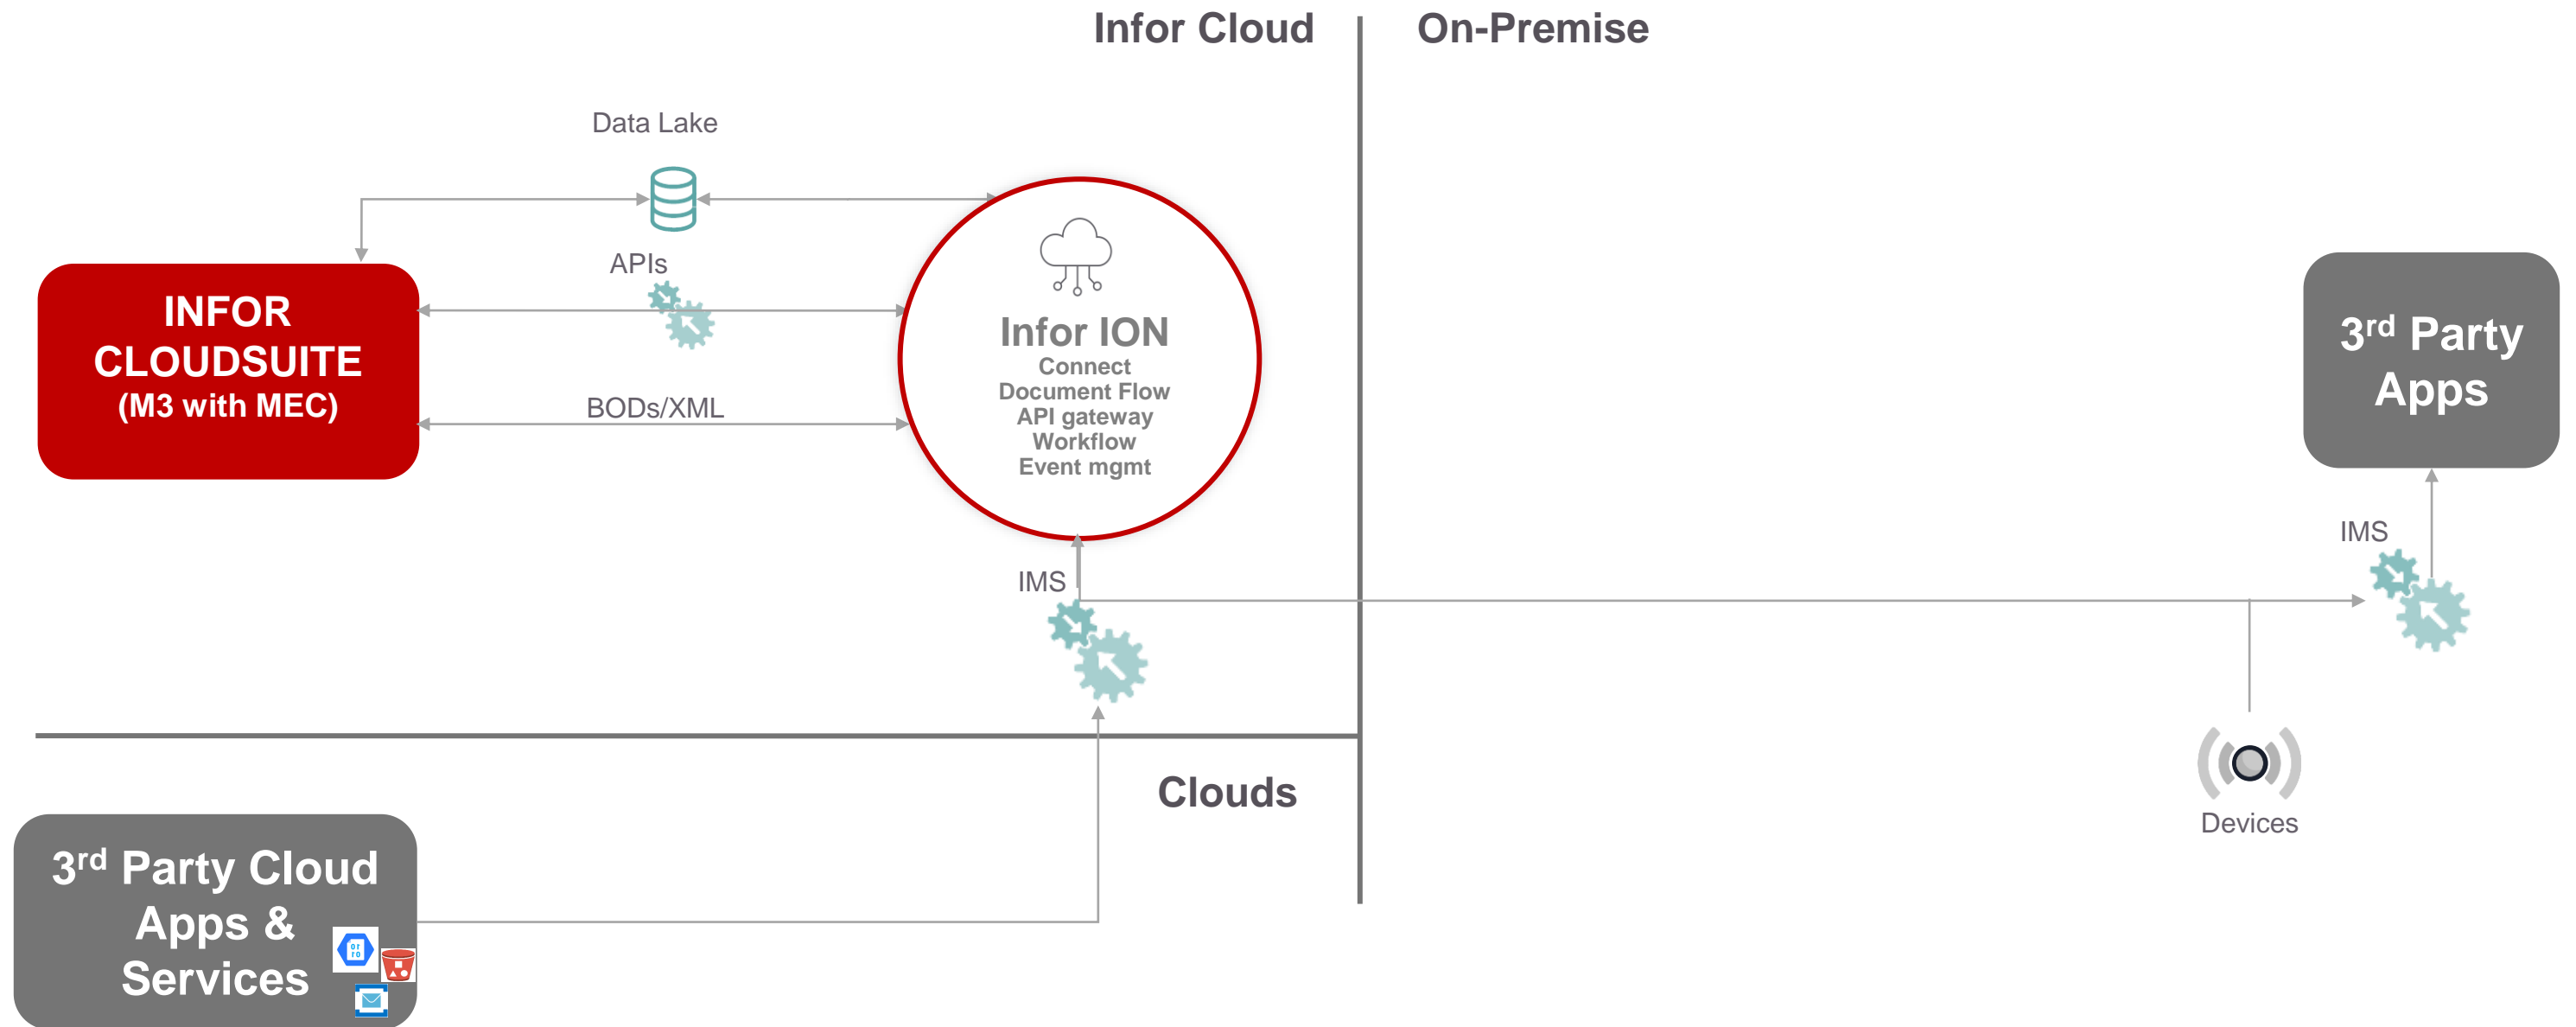 Infor Cloud
On-Premise
Data Lake
APIs
INFOR
CLOUDSUITE
(M3 with MEC)
BODs/XML
Infor ION
Connect
Document Flow
API gateway
Workflow
Event mgmt
3rd Party
Apps
IMS
IMS
Clouds
Devices
3rd Party Cloud
Apps &
Services